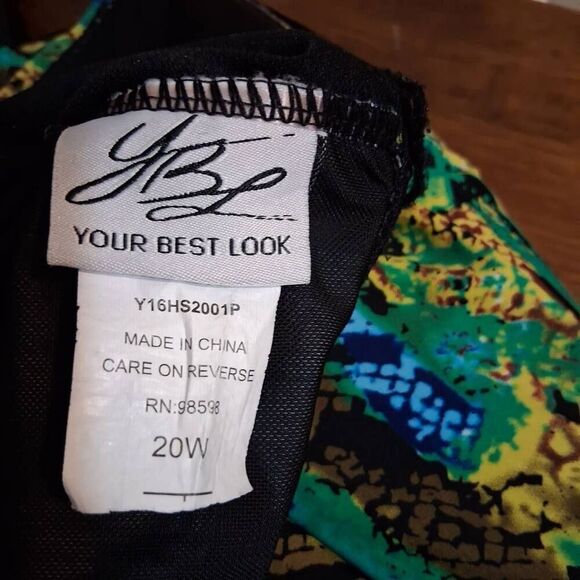 YBL
YOUR BEST LOOK
Y16HS2001P
MADE IN CHINA
CARE ON REVERSE
RN:98598
20W